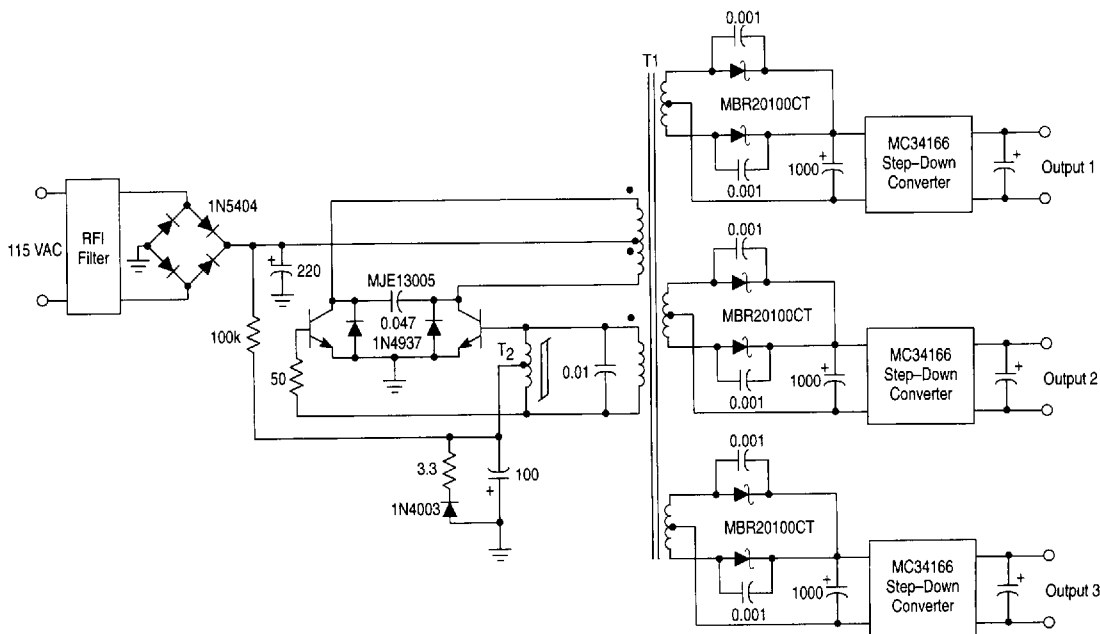 0.001
T1
MBR20100CT
MC34166
Step–Down
Converter
+
1000
+
Output 1
0.001
1N5404
115 VAC
RFI
Filter
+
220
MJE13005
0.047
1N4937
100k
50
T2
0.01
3.3
100
+
1N4003
0.001
MBR20100CT
MC34166
Step–Down
Converter
+
1000
+
Output 2
0.001
0.001
MBR20100CT
MC34166
Step–Down
Converter
+
1000
+
Output 3
0.001